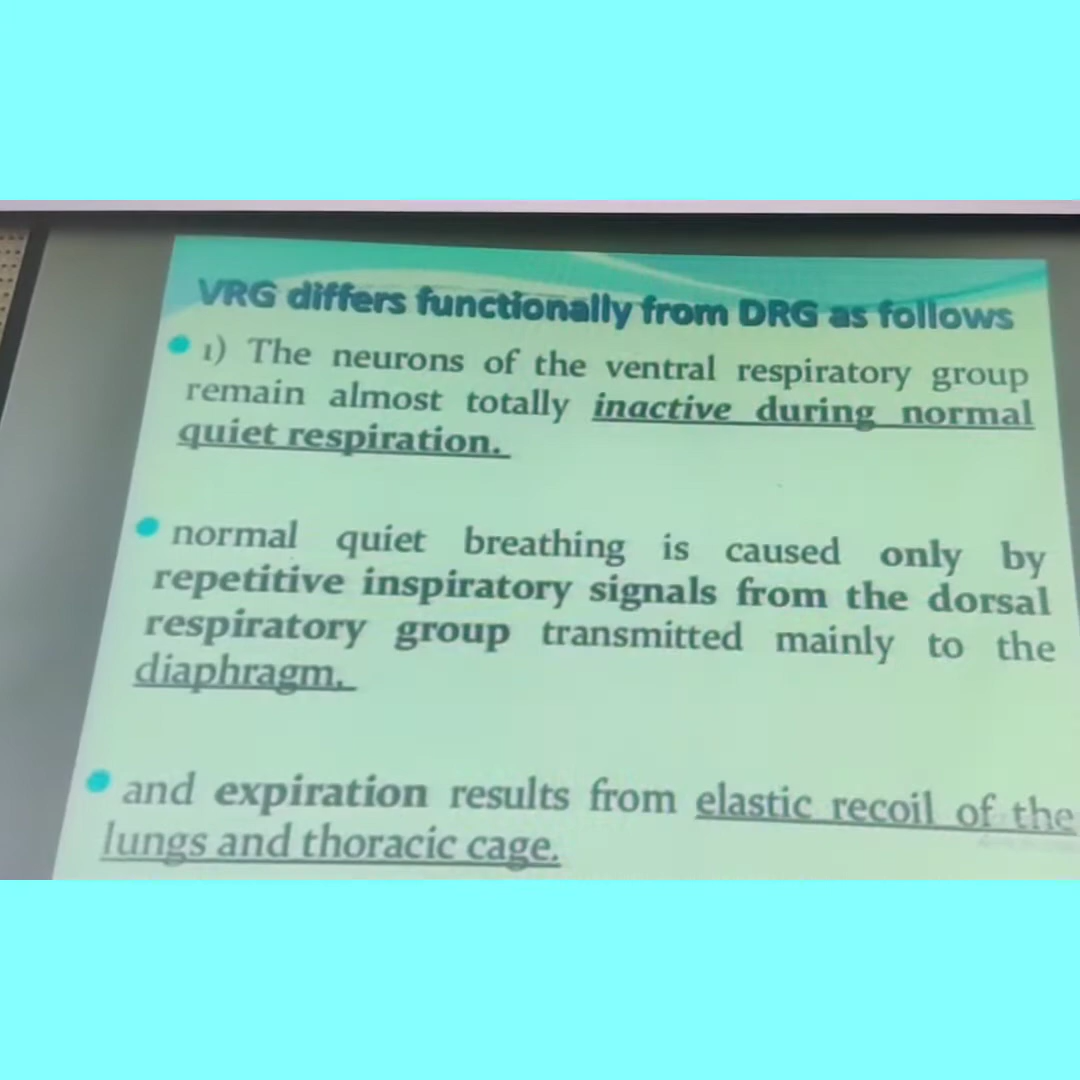 VRG differs functionally from DRG as follows
1) The neurons of the ventral respiratory group
remain almost totally inactive during normal
quiet respiration.
normal quiet breathing is caused only by
repetitive inspiratory signals from the dorsal
respiratory group transmitted mainly to the
diaphragm,
and expiration results from elastic recoil of the
lungs and thoracic cage.